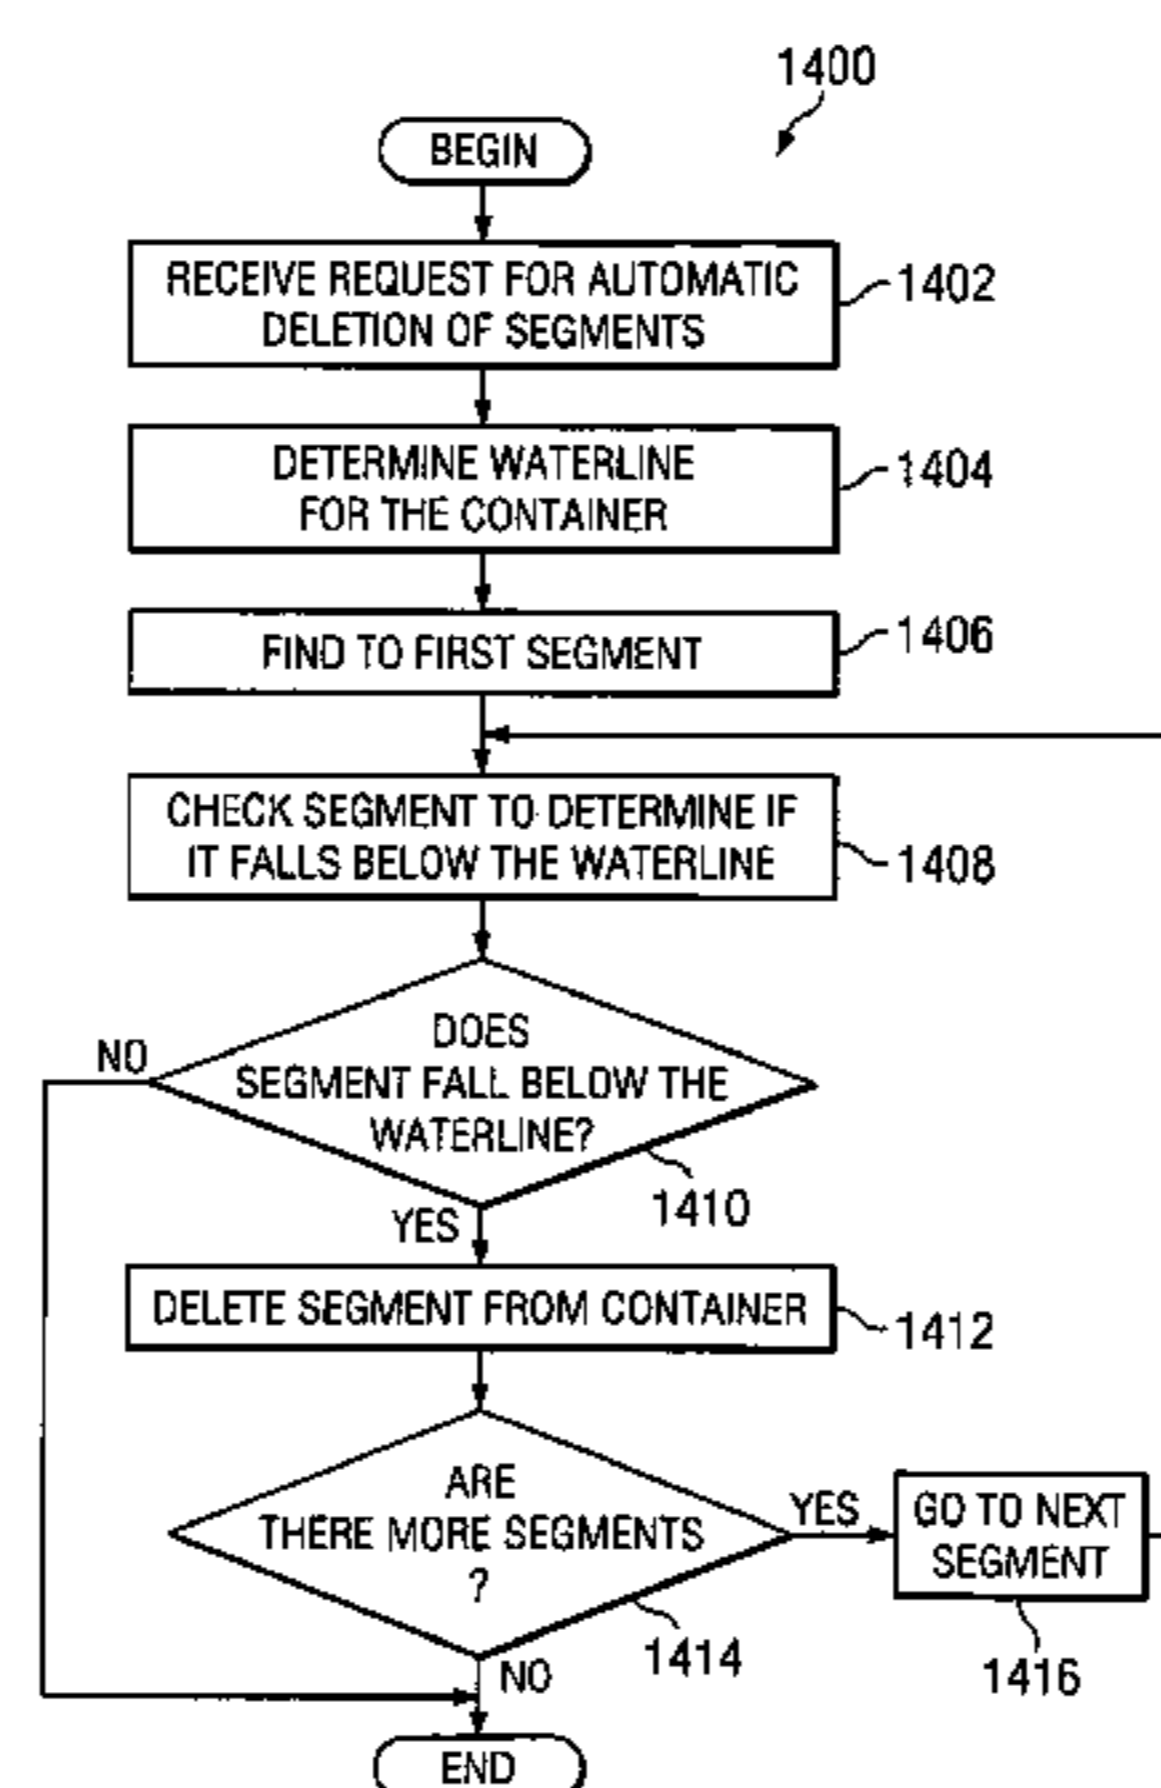 1400
BEGIN
RECEIVE REQUEST FOR AUTOMATIC
DELETION OF SEGMENTS
1402
DETERMINE WATERLINE
FOR THE CONTAINER
1404
FIND TO FIRST SEGMENT
1406
CHECK SEGMENT TO DETERMINE IF
IT FALLS BELOW THE WATERLINE
1408
NO
DOES
SEGMENT FALL BELOW THE
WATERLINE?
1410
YES
DELETE SEGMENT FROM CONTAINER
1412
ARE
THERE MORE SEGMENTS
?
1414
YES
GO TO NEXT
SEGMENT
1416
NO
END